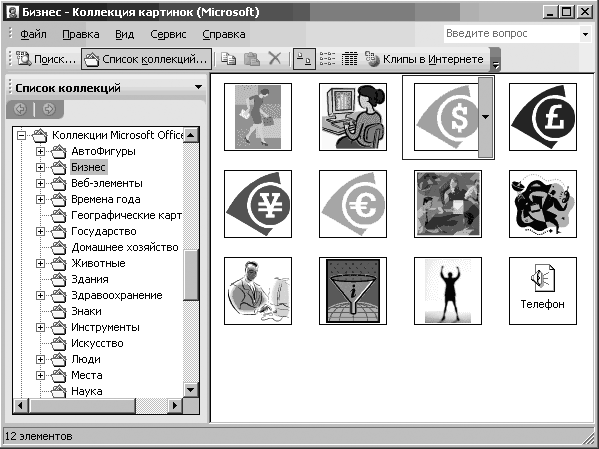 Бизнес - Коллекция картинок (Microsoft)
Файл Правка Вид Сервис Справка Введите вопрос
Поиск... Список коллекций... Клипы в Интернете
Список коллекций
Коллекции Microsoft Office
АвтоФигуры
Бизнес
Веб-элементы
Времена года
Географические карт
Государство
Домашнее хозяйство
Животные
Здания
Здравоохранение
Знаки
Инструменты
Искусство
Люди
Места
Наука
$ £
¥ €
i
Телефон
12 элементов